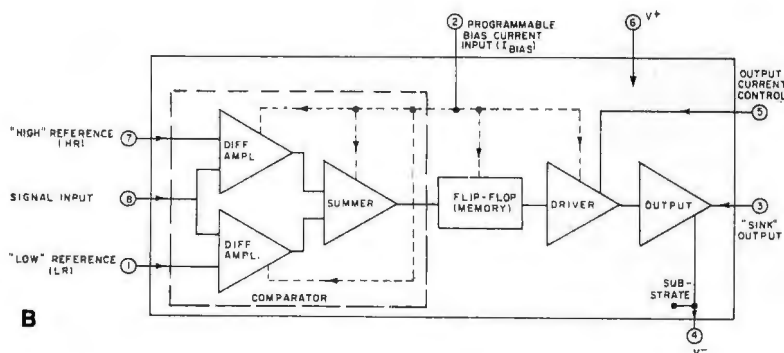 ② PROGRAMMABLE
BIAS CURRENT
INPUT (I BIAS)
⑥ V+
OUTPUT
CURRENT
CONTROL
⑤
"HIGH" REFERENCE
(HR)
⑦
DIFF
AMPL.
SIGNAL INPUT
⑧
SUMMER
FLIP-FLOP
(MEMORY)
DRIVER
OUTPUT
③
"SINK"
OUTPUT
DIFF
AMPL.
"LOW" REFERENCE
(LR)
①
COMPARATOR
SUB-
STRATE
④
V-
B